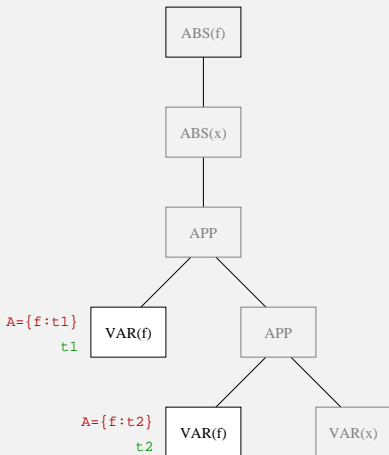 ABS(f)
ABS(x)
APP
A={f:t1}
t1
VAR(f)
APP
A={f:t2}
t2
VAR(f)
VAR(x)